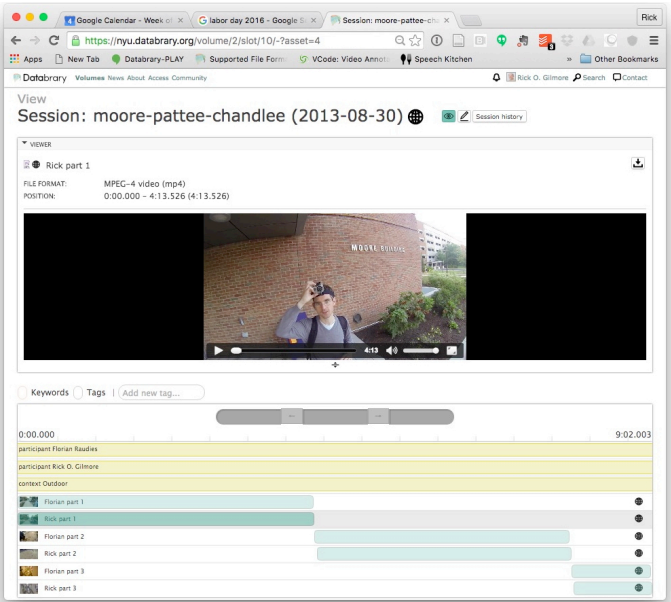 Google Calendar - Week of
labor day 2016 - Google S
Session: moore-pattee-cha
Rick
https://nyu.databrary.org/volume/2/slot/10/-?asset=4
Apps New Tab Databrary-PLAY Supported File Form VCode: Video Annota Speech Kitchen » Other Bookmarks
Databrary Volumes News About Access Community Rick O. Gilmore Search Contact
View
Session: moore-pattee-chandlee (2013-08-30) Session history
VIEWER
Rick part 1
FILE FORMAT: MPEG-4 video (mp4)
POSITION: 0:00.000 - 4:13.526 (4:13.526)
MOORE BUILDING
4:13
Keywords Tags | Add new tag...
0:00.000 9:02.003
participant Florian Raudies
participant Rick O. Gilmore
context Outdoor
Florian part 1
Rick part 1
Florian part 2
Rick part 2
Florian part 3
Rick part 3